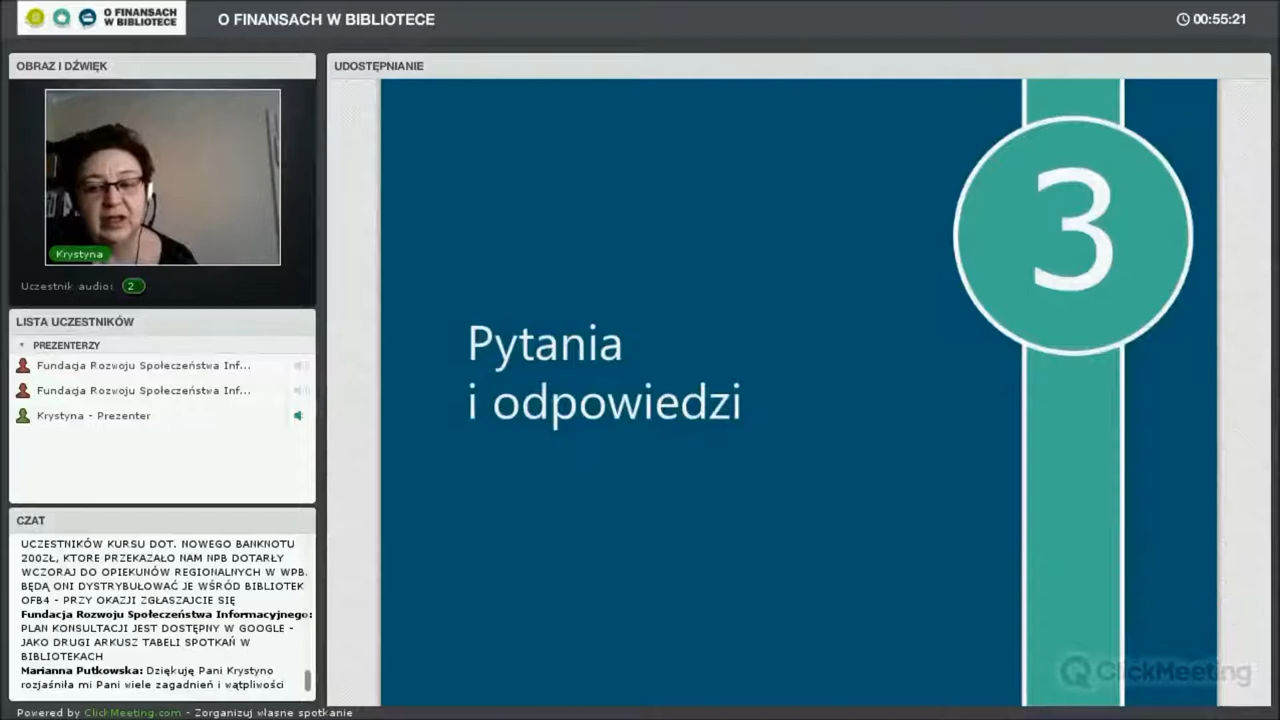 O FINANSACH
W BIBLIOTECE
O FINANSACH W BIBLIOTECE
00:55:21
OBRAZ I DŹWIĘK
Krystyna
Uczestnik audio: 2
LISTA UCZESTNIKÓW
PREZENTERZY
Fundacja Rozwoju Społeczeństwa Inf...
Fundacja Rozwoju Społeczeństwa Inf...
Krystyna - Prezenter
CZAT
UCZESTNIKÓW KURSU DOT. NOWEGO BANKNOTU
200ZŁ, KTORE PRZEKAZAŁO NAM NPB DOTARŁY
WCZORAJ DO OPIEKUNÓW REGIONALNYCH W WPB.
BĘDĄ ONI DYSTRYBUŁOWAĆ JE WŚRÓD BIBLIOTEK
OFB4 - PRZY OKAZJI ZGŁASZAJCIE SIĘ
Fundacja Rozwoju Społeczeństwa Informacyjnego:
PLAN KONSULTACJI JEST DOSTĘPNY W GOOGLE -
JAKO DRUGI ARKUSZ TABELI SPOTKAŃ W
BIBLIOTEKACH
Marianna Putkowska: Dziękuję Pani Krystyno
rozjaśniła mi Pani wiele zagadnień i wątpliwości
Powered by ClickMeeting.com - Zorganizuj własne spotkanie
UDOSTĘPNIANIE
3
Pytania
i odpowiedzi
ClickMeeting